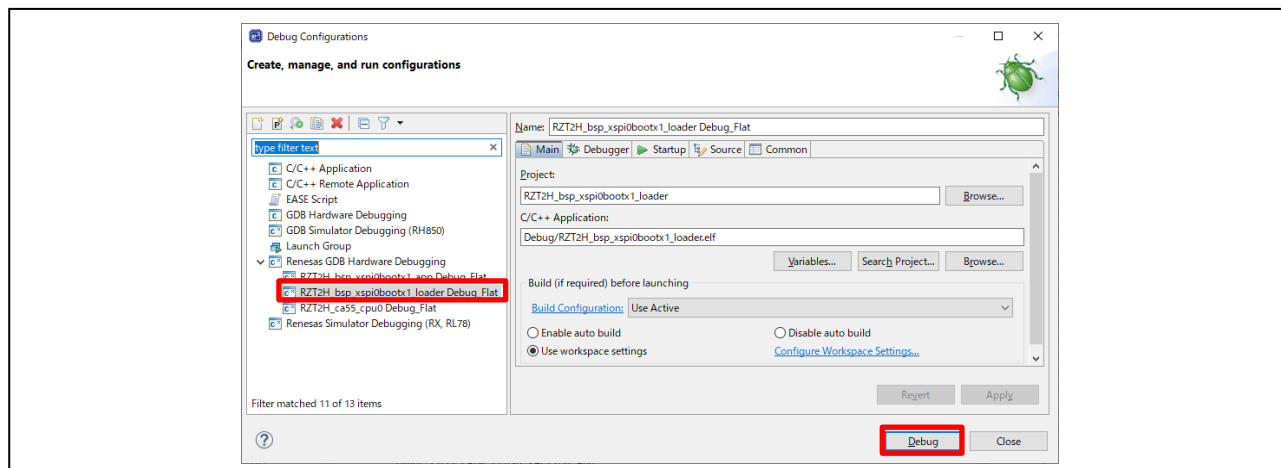 Debug Configurations
Create, manage, and run configurations
type filter text
C/C++ Application
C/C++ Remote Application
EASE Script
GDB Hardware Debugging
GDB Simulator Debugging (RH850)
Launch Group
Renesas GDB Hardware Debugging
RZT2H_bsp_xspi0bootx1_app Debug_Flat
RZT2H_bsp_xspi0bootx1_loader Debug_Flat
RZT2H_ca55_cpu0 Debug_Flat
Renesas Simulator Debugging (RX, RL78)
Filter matched 11 of 13 items
Name: RZT2H_bsp_xspi0bootx1_loader Debug_Flat
Main Debugger Startup Source Common
Project:
RZT2H_bsp_xspi0bootx1_loader Browse...
C/C++ Application:
Debug/RZT2H_bsp_xspi0bootx1_loader.elf
Variables... Search Project... Browse...
Build (if required) before launching
Build Configuration: Use Active
Enable auto build Disable auto build
Use workspace settings Configure Workspace Settings...
Revert Apply
? Debug Close